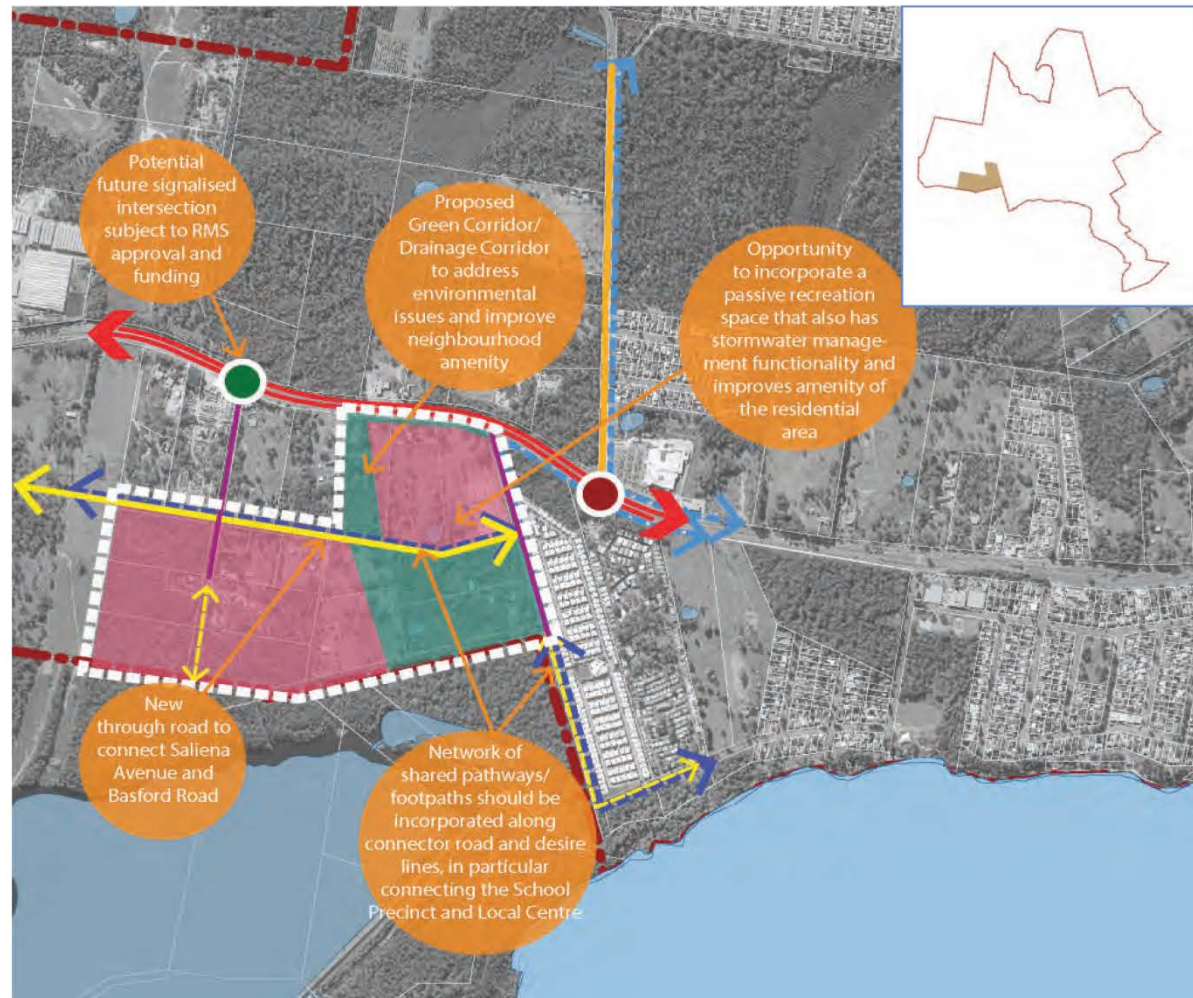 Potential
future signalised
intersection
subject to RMS
approval and
funding
Proposed
Green Corridor/
Drainage Corridor
to address
environmental
issues and improve
neighbourhood
amenity
Opportunity
to incorporate a
passive recreation
space that also has
stormwater manage-
ment functionality and
improves amenity of
the residential
area
New
through road to
connect Saliena
Avenue and
Basford Road
Network of
shared pathways/
footpaths should be
incorporated along
connector road and desire
lines, in particular
connecting the School
Precinct and Local Centre